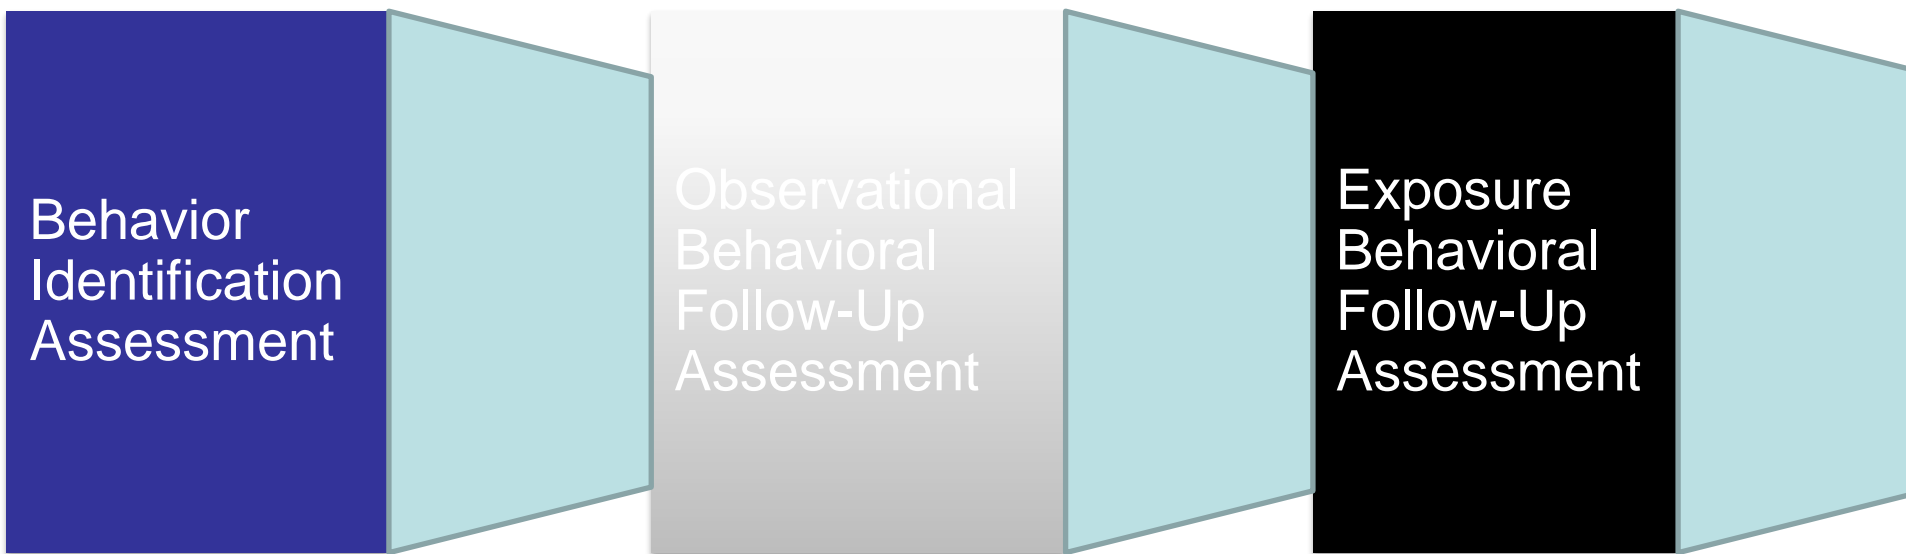 Behavior
Identification
Assessment
Observational
Behavioral
Follow-Up
Assessment
Exposure
Behavioral
Follow-Up
Assessment